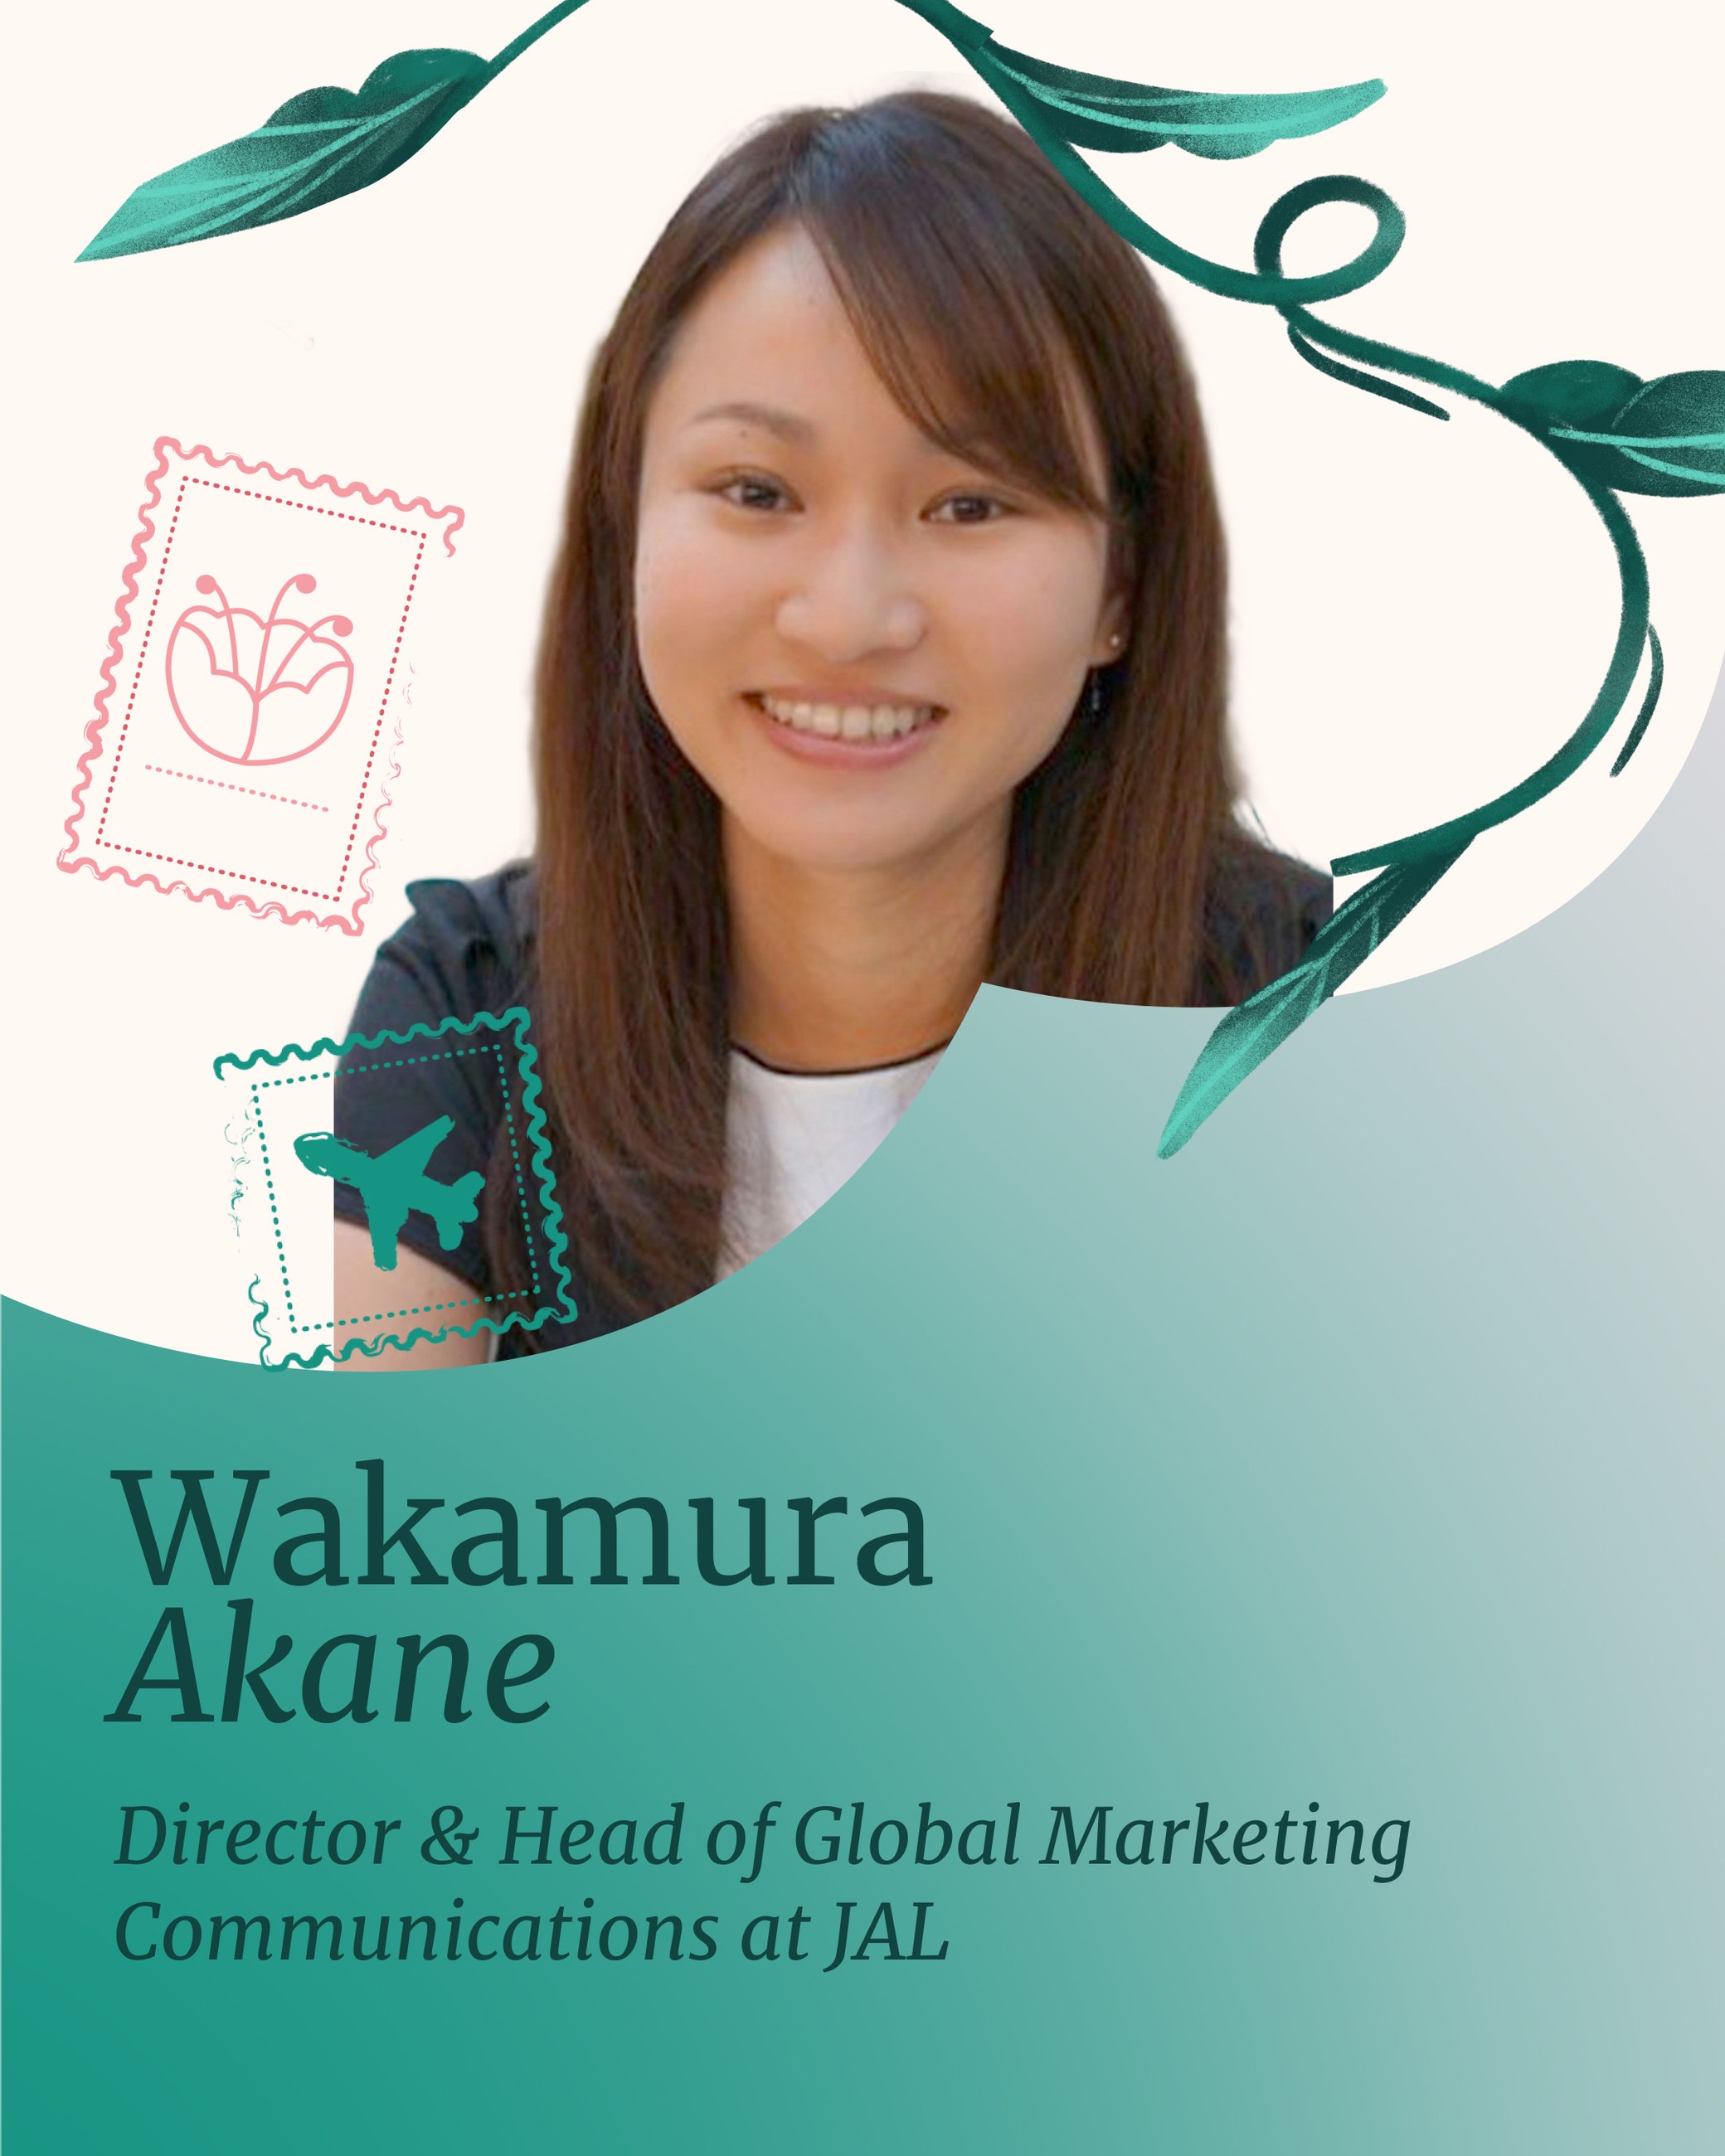 Wakamura
Akane
Director & Head of Global Marketing
Communications at JAL